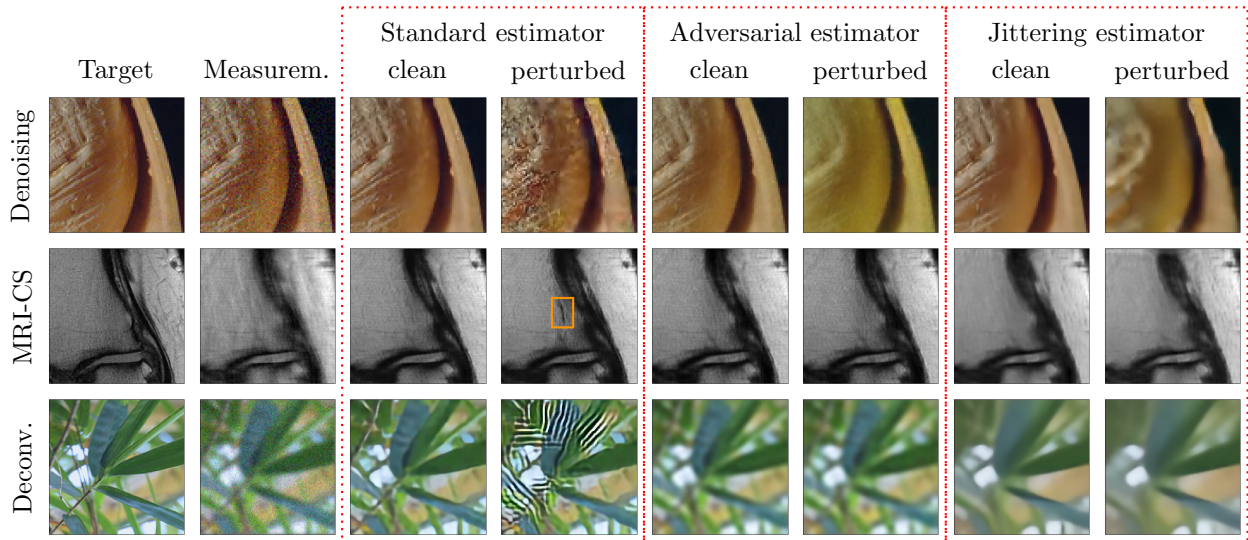 Standard estimator Adversarial estimator Jittering estimator
Target Measurem. clean perturbed clean perturbed clean perturbed
Denoising
MRI-CS
Deconv.